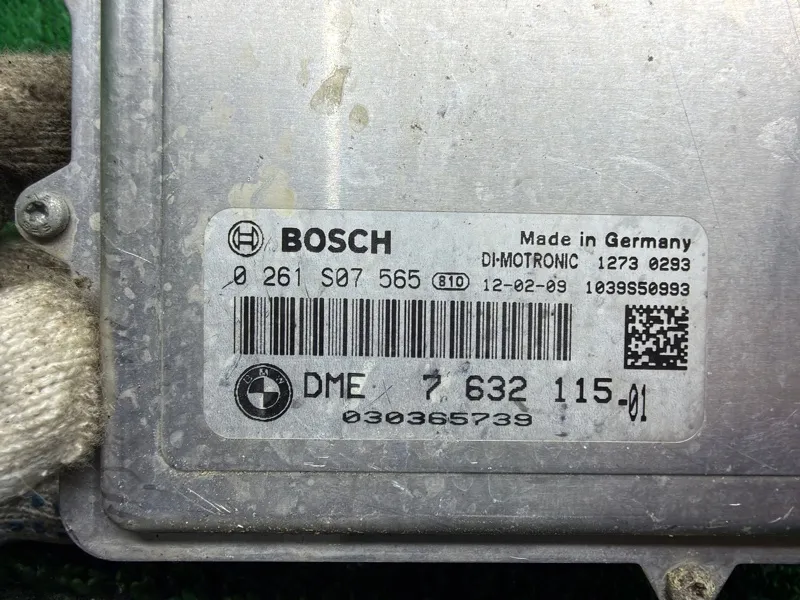 BOSCH Made in Germany
DI-MOTRONIC 1273 0293
0 261 S07 565 810 12-02-09 1039S50993
BMW DME 7 632 115-01
030365739